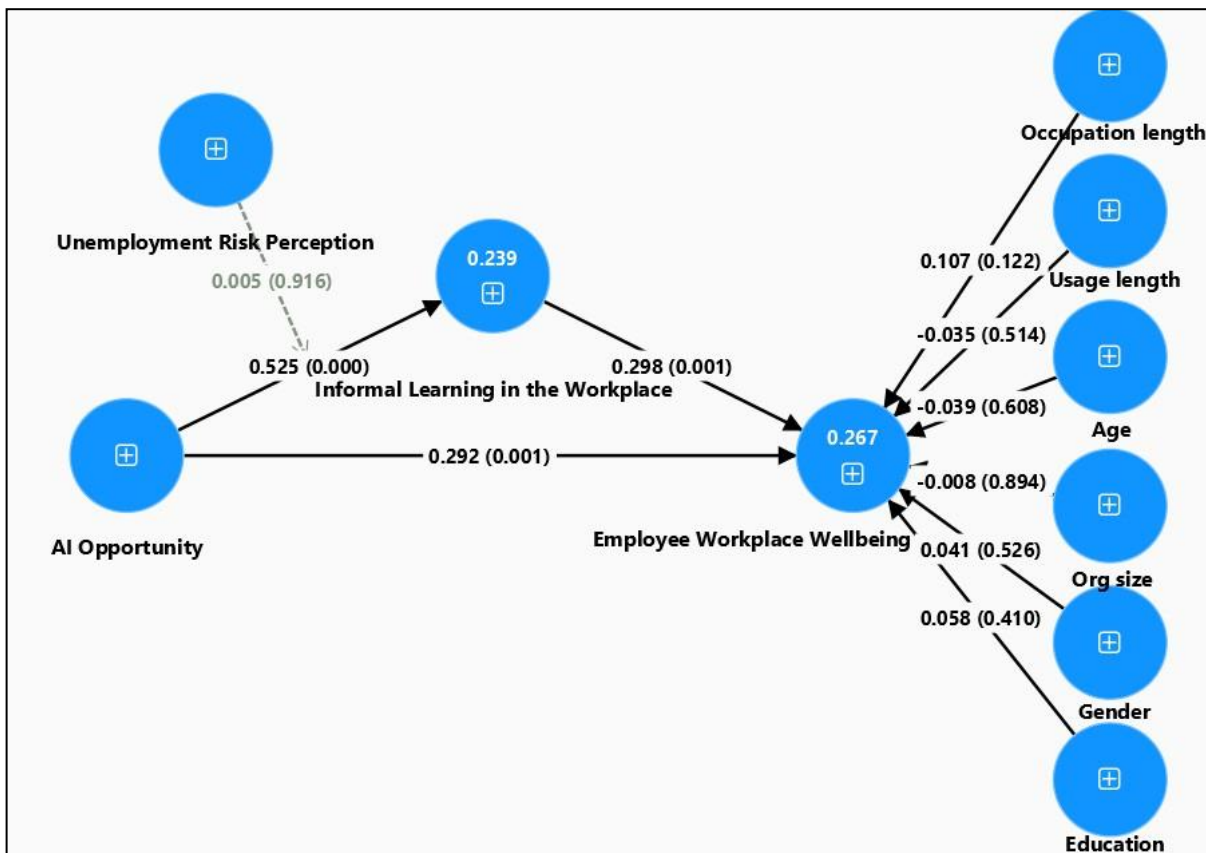 Occupation length
Unemployment Risk Perception
0.239
0.107 (0.122)
Usage length
0.005 (0.916)
-0.035 (0.514)
0.525 (0.000)
0.298 (0.001)
Informal Learning in the Workplace
-0.039 (0.608)
Age
0.267
0.292 (0.001)
-0.008 (0.894)
AI Opportunity
Employee Workplace Wellbeing
0.041 (0.526)
Org size
0.058 (0.410)
Gender
Education